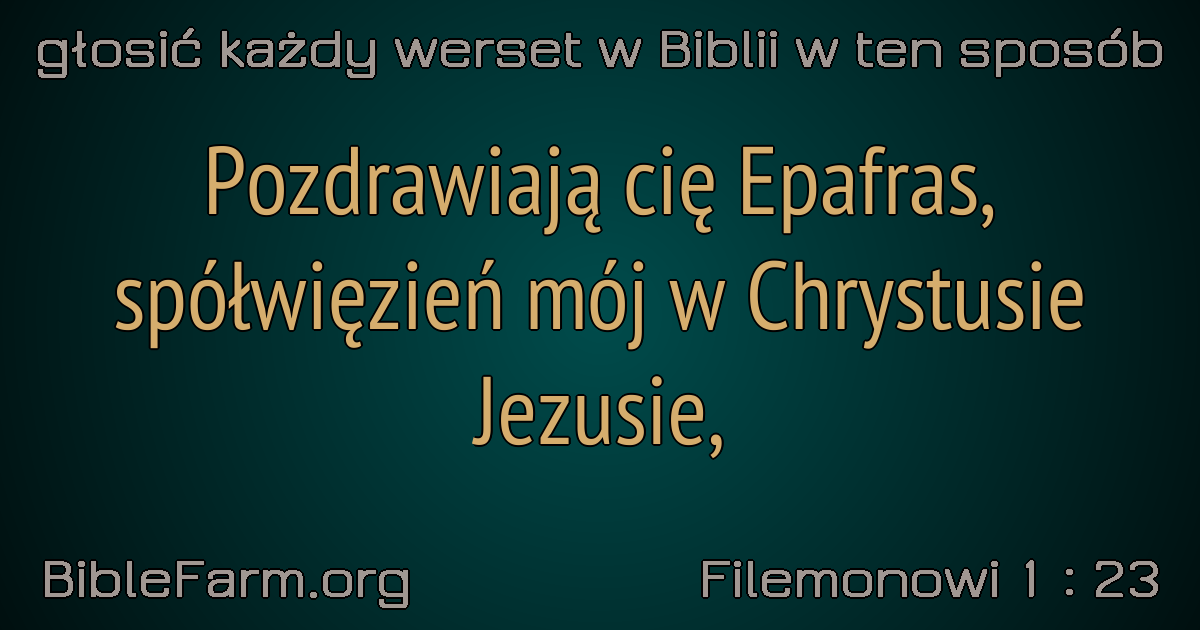 głosić każdy werset w Biblii w ten sposób
Pozdrawiają cię Epafras,
spółwięzień mój w Chrystusie
Jezusie,
BibleFarm.org
Filemonowi 1 : 23